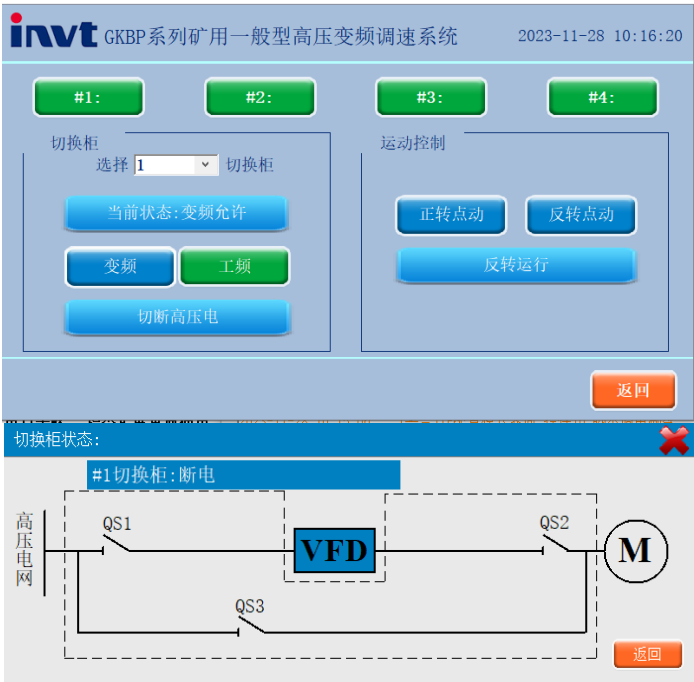 invt GKBP系列矿用一般型高压变频调速系统 2023-11-28 10:16:20
#1: #2: #3: #4:
切换柜
选择 1 切换柜
当前状态:变频允许
变频 工频
切断高压电
运动控制
正转点动 反转点动
反转运行
返回
切换柜状态:
#1切换柜:断电
高压电网
QS1
VFD
QS2
M
QS3
返回